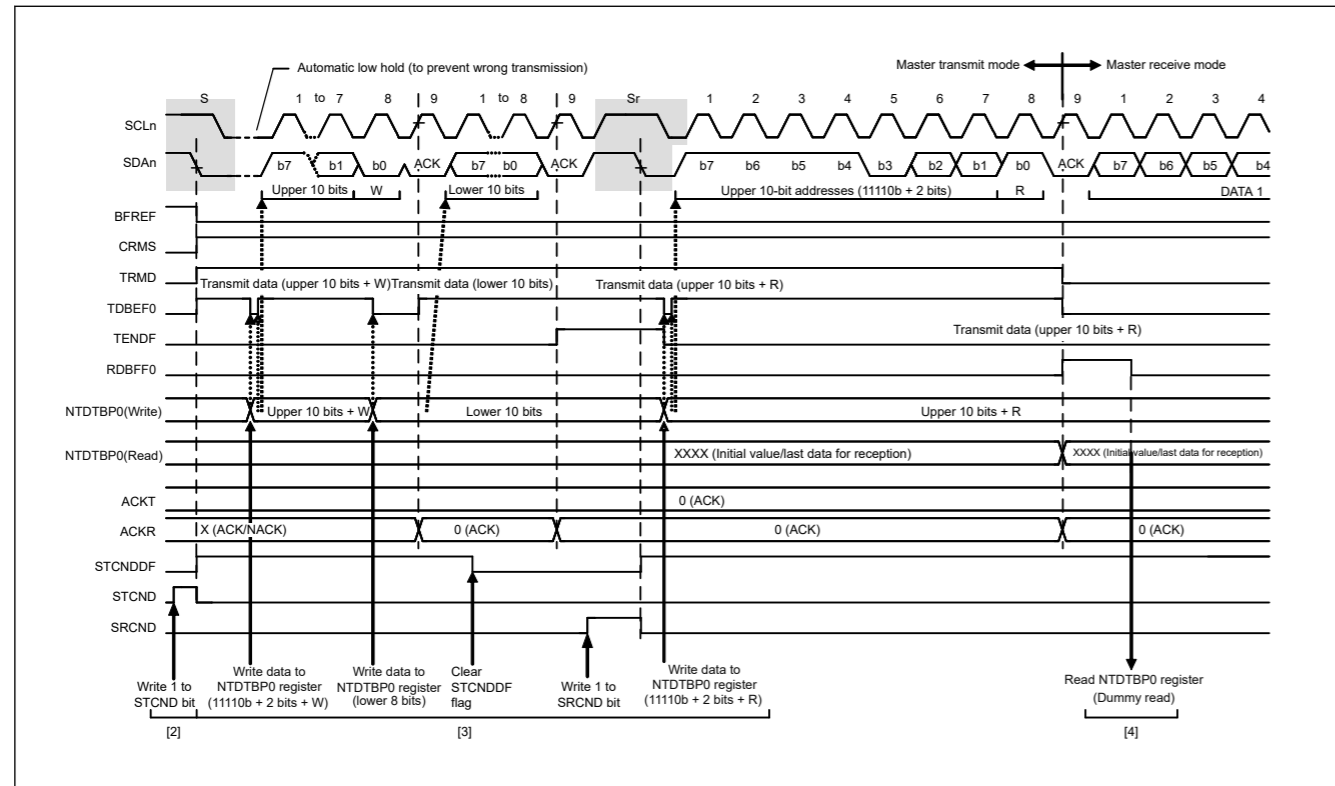 Automatic low hold (to prevent wrong transmission)
Master transmit mode Master receive mode
S 1 to 7 8 9 1 to 8 9 Sr 1 2 3 4 5 6 7 8 9 1 2 3 4
SCLn
SDAn b7 b1 b0 ACK b7 b0 ACK b7 b6 b5 b4 b3 b2 b1 b0 ACK b7 b6 b5 b4
Upper 10 bits W Lower 10 bits Upper 10-bit addresses (11110b + 2 bits) R DATA 1
BFREF
CRMS
TRMD
Transmit data (upper 10 bits + W) Transmit data (lower 10 bits) Transmit data (upper 10 bits + R)
TDBEF0
TENDF Transmit data (upper 10 bits + R)
RDBFF0
NTDTBP0(Write) Upper 10 bits + W Lower 10 bits Upper 10 bits + R
NTDTBP0(Read) XXXX (Initial value/last data for reception) XXXX (Initial value/last data for reception)
ACKT 0 (ACK)
ACKR X (ACK/NACK) 0 (ACK) 0 (ACK) 0 (ACK)
STCNDDF
STCND
SRCND
Write 1 to
STCND bit
Write data to
NTDTBP0 register
(11110b + 2 bits + W)
Write data to
NTDTBP0 register
(lower 8 bits)
Clear
STCNDDF
flag
Write 1 to
SRCND bit
Write data to
NTDTBP0 register
(11110b + 2 bits + R)
Read NTDTBP0 register
(Dummy read)
[2] [3] [4]